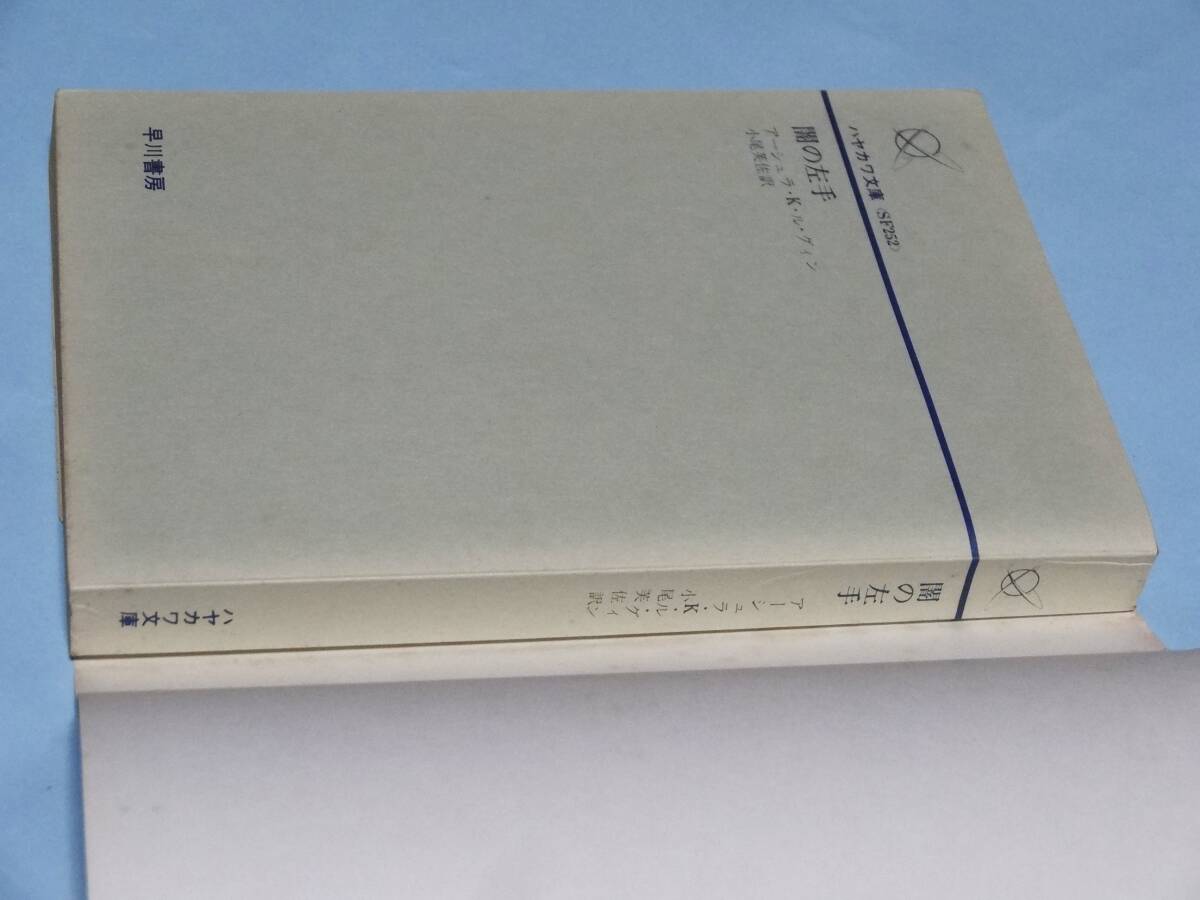 ハヤカワ文庫〈SF252〉
闇の左手
アーシュラ・K・ル・グィン
小尾芙佐訳
早川書房
闇の左手
アーシュラ・K・ル・グィン
小尾芙佐訳
ハヤカワ文庫